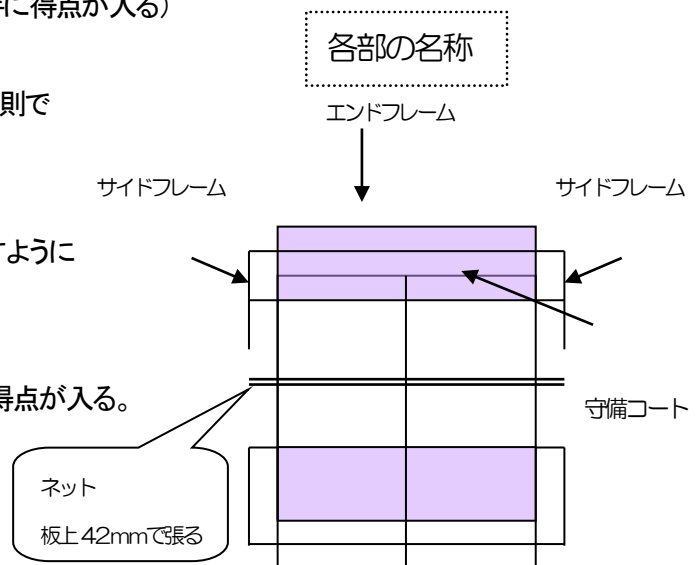 に得点が入る)
各部の名称
則で
エンドフレーム
サイドフレーム
サイドフレーム
ように
得点が入る。
守備コート
ネット
板上42mmで張る